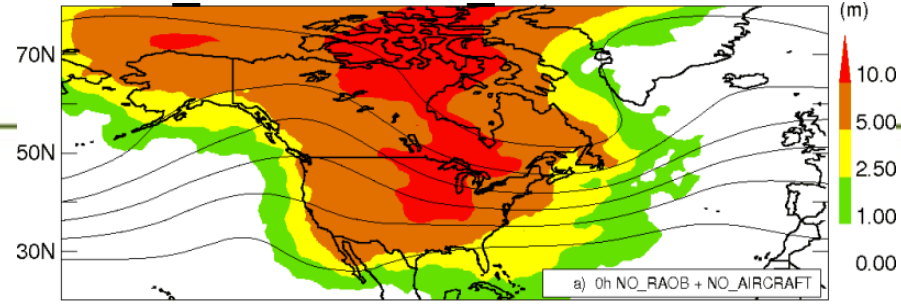 (m)
70N
10.0
5.00
50N
2.50
1.00
30N
0.00
a) 0h NO_RAOB + NO_AIRCRAFT